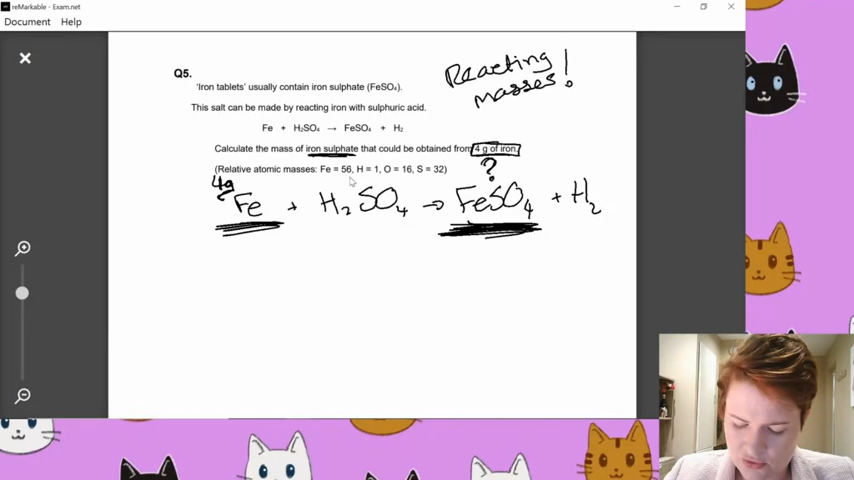 reMarkable - Exam.net
Document Help
Q5.
Reacting
masses!
'Iron tablets' usually contain iron sulphate (FeSO₄).
This salt can be made by reacting iron with sulphuric acid.
Fe + H₂SO₄ → FeSO₄ + H₂
Calculate the mass of iron sulphate that could be obtained from 4 g of iron.
(Relative atomic masses: Fe = 56, H = 1, O = 16, S = 32)
4g ?
Fe + H₂SO₄ → FeSO₄ + H₂